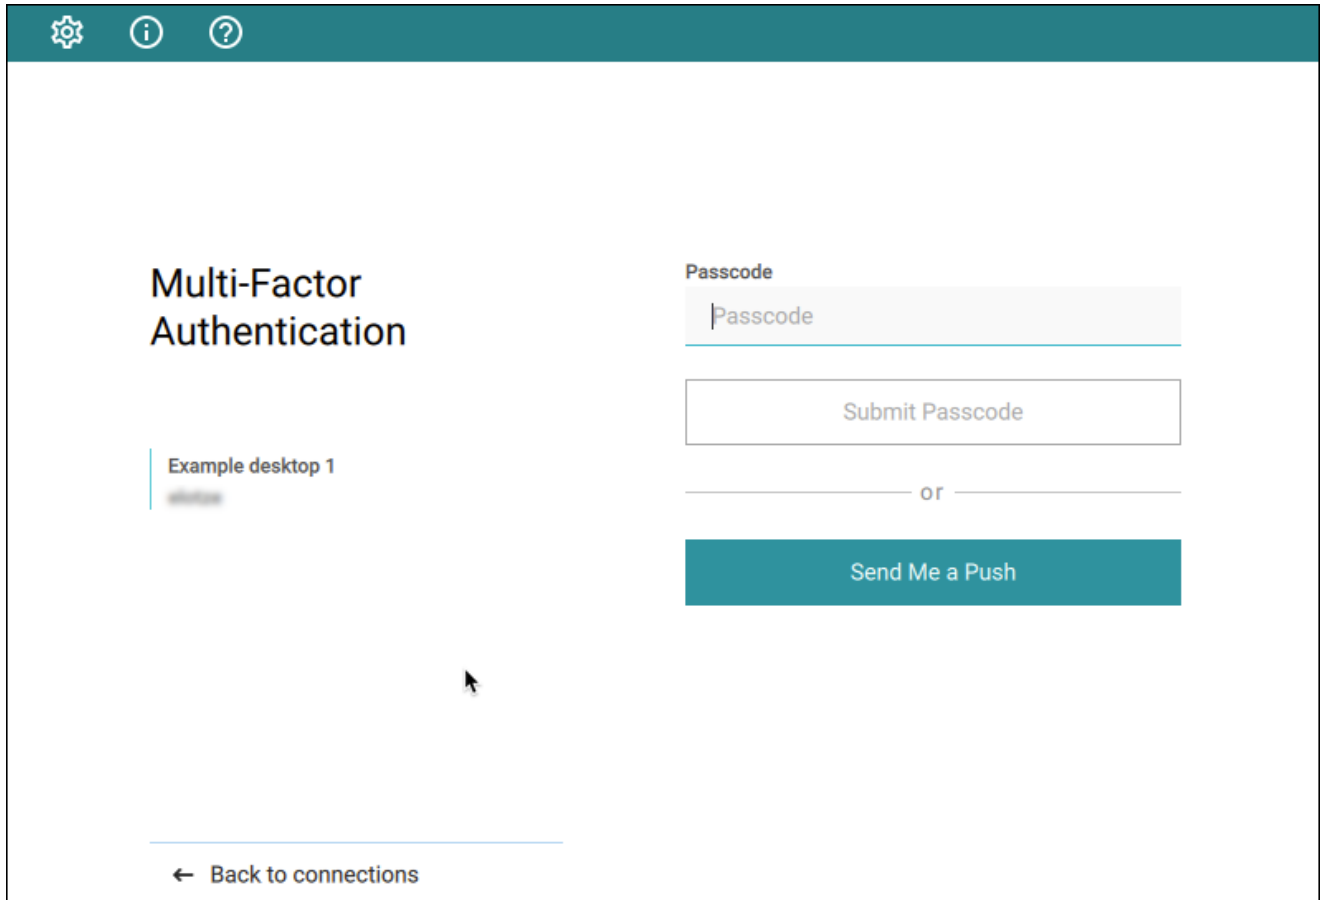 Multi-Factor
Authentication
Example desktop 1
Back to connections
Passcode
Passcode
Submit Passcode
or
Send Me a Push